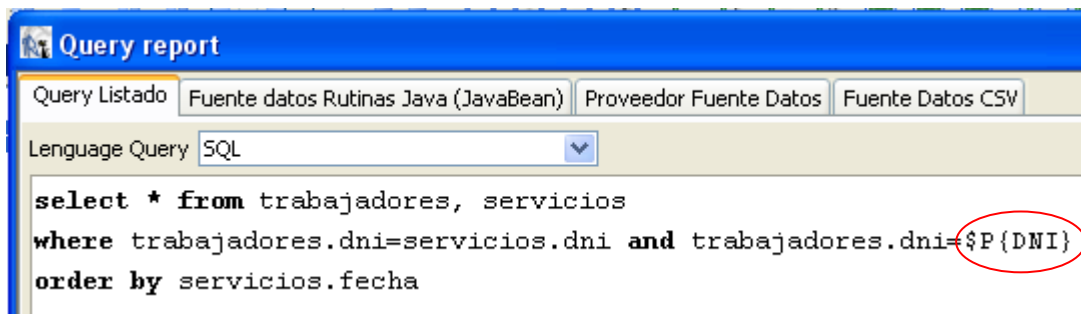 Query report
Query Listado Fuente datos Rutinas Java (JavaBean) Proveedor Fuente Datos Fuente Datos CSV
Lenguage Query SQL
select * from trabajadores, servicios
where trabajadores.dni=servicios.dni and trabajadores.dni=$P{DNI}
order by servicios.fecha